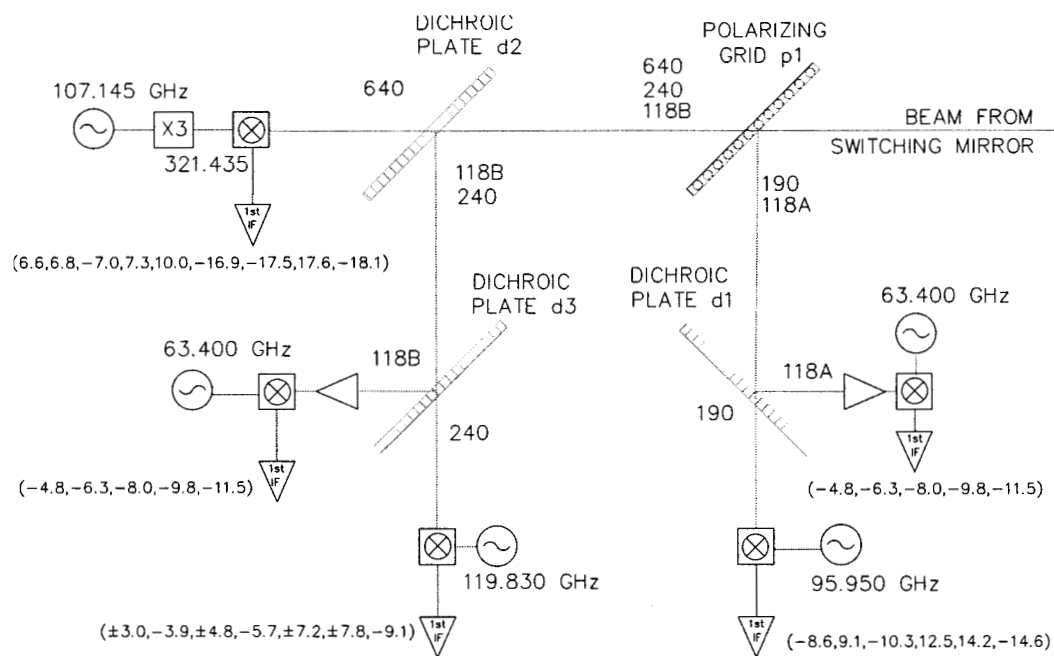 DICHROIC
PLATE d2
POLARIZING
GRID p1
107.145 GHz
640
640
240
118B
X3
321.435
BEAM FROM
SWITCHING MIRROR
118B
240
190
118A
1st
IF
(6.6,6.8,−7.0,7.3,10.0,−16.9,−17.5,17.6,−18.1)
DICHROIC
PLATE d3
DICHROIC
PLATE d1
63.400 GHz
63.400 GHz
118B
118A
240
190
1st
IF
(−4.8,−6.3,−8.0,−9.8,−11.5)
1st
IF
(−4.8,−6.3,−8.0,−9.8,−11.5)
119.830 GHz
95.950 GHz
1st
IF
(±3.0,−3.9,±4.8,−5.7,±7.2,±7.8,−9.1)
1st
IF
(−8.6,9.1,−10.3,12.5,14.2,−14.6)